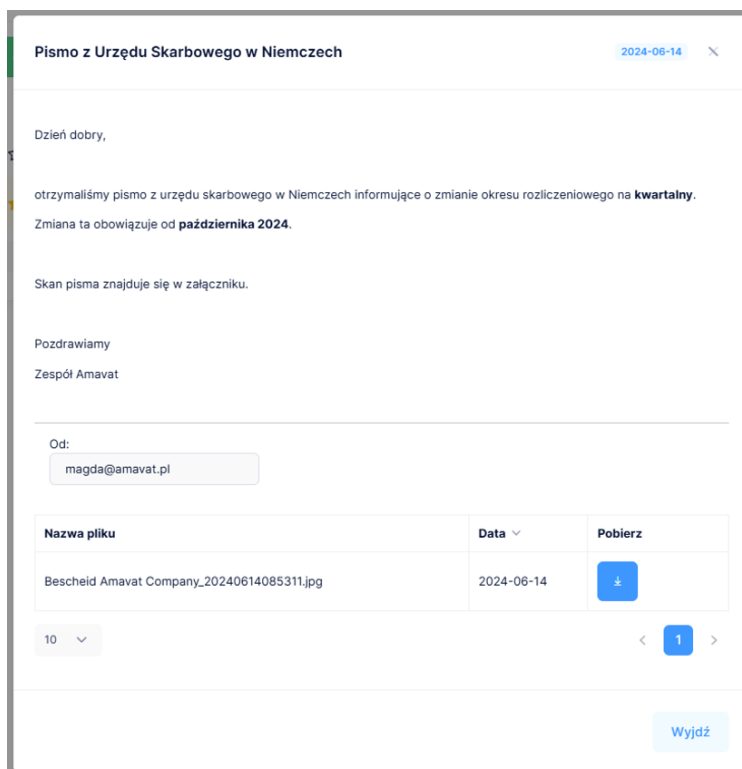 Pismo z Urzędu Skarbowego w Niemczech
2024-06-14
Dzień dobry,
otrzymaliśmy pismo z urzędu skarbowego w Niemczech informujące o zmianie okresu rozliczeniowego na kwartalny.
Zmiana ta obowiązuje od października 2024.
Skan pisma znajduje się w załączniku.
Pozdrawiamy
Zespół Amavat
Od:
magda@amavat.pl
Nazwa pliku Data Pobierz
Bescheid Amavat Company_20240614085311.jpg 2024-06-14
10 1
Wyjdź